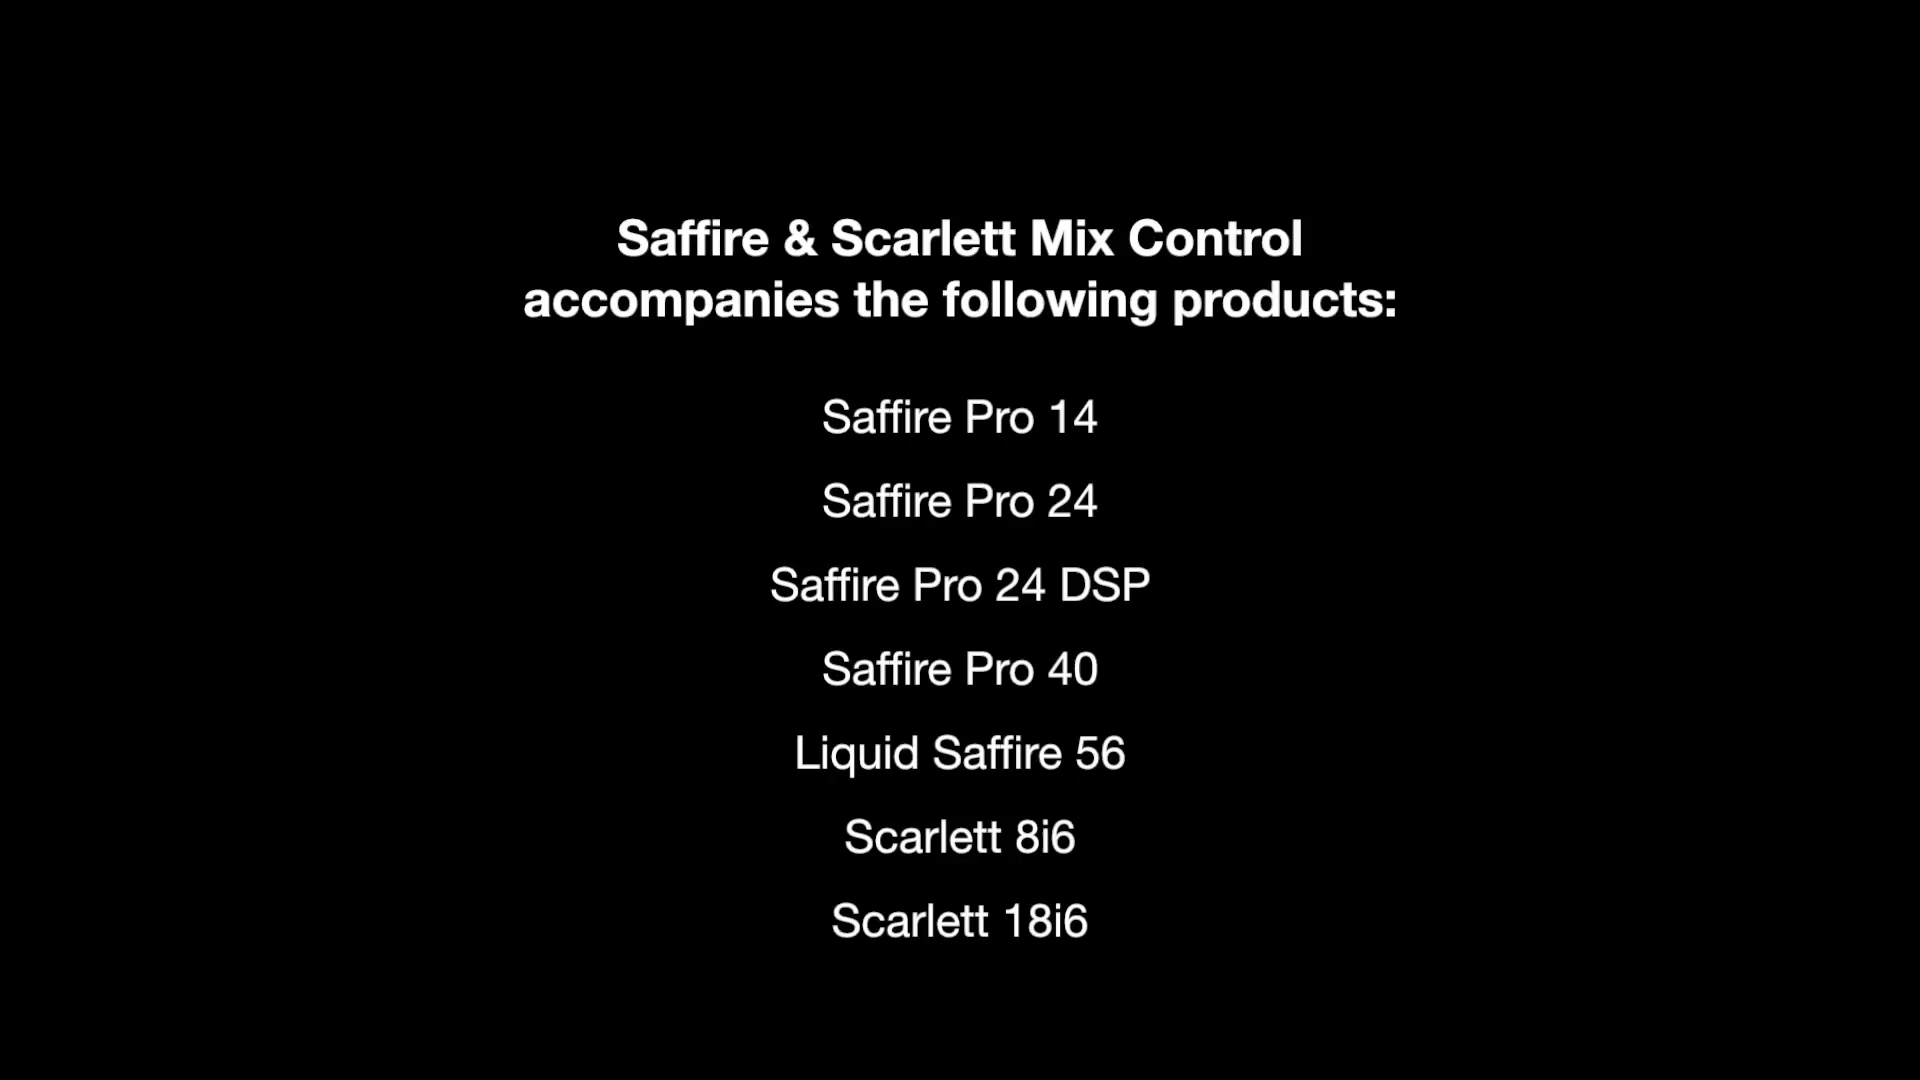 Saffire & Scarlett Mix Control
accompanies the following products:
Saffire Pro 14
Saffire Pro 24
Saffire Pro 24 DSP
Saffire Pro 40
Liquid Saffire 56
Scarlett 8i6
Scarlett 18i6